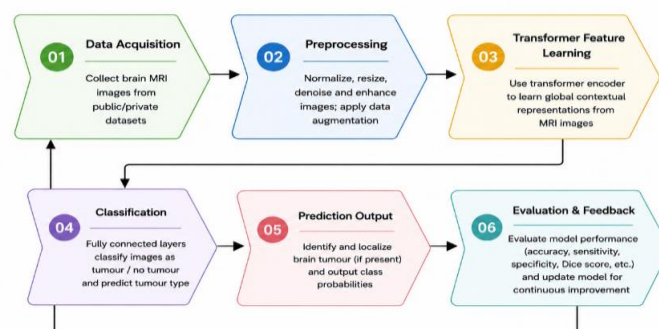 01
Data Acquisition
Collect brain MRI
images from
public/private
datasets
02
Preprocessing
Normalize, resize,
denoise and enhance
images; apply data
augmentation
03
Transformer Feature
Learning
Use transformer encoder
to learn global contextual
representations from
MRI images
04
Classification
Fully connected layers
classify images as
tumour / no tumour
and predict tumour type
05
Prediction Output
Identify and localize
brain tumour (if present)
and output class
probabilities
06
Evaluation & Feedback
Evaluate model performance
(accuracy, sensitivity,
specificity, Dice score, etc.)
and update model for
continuous improvement